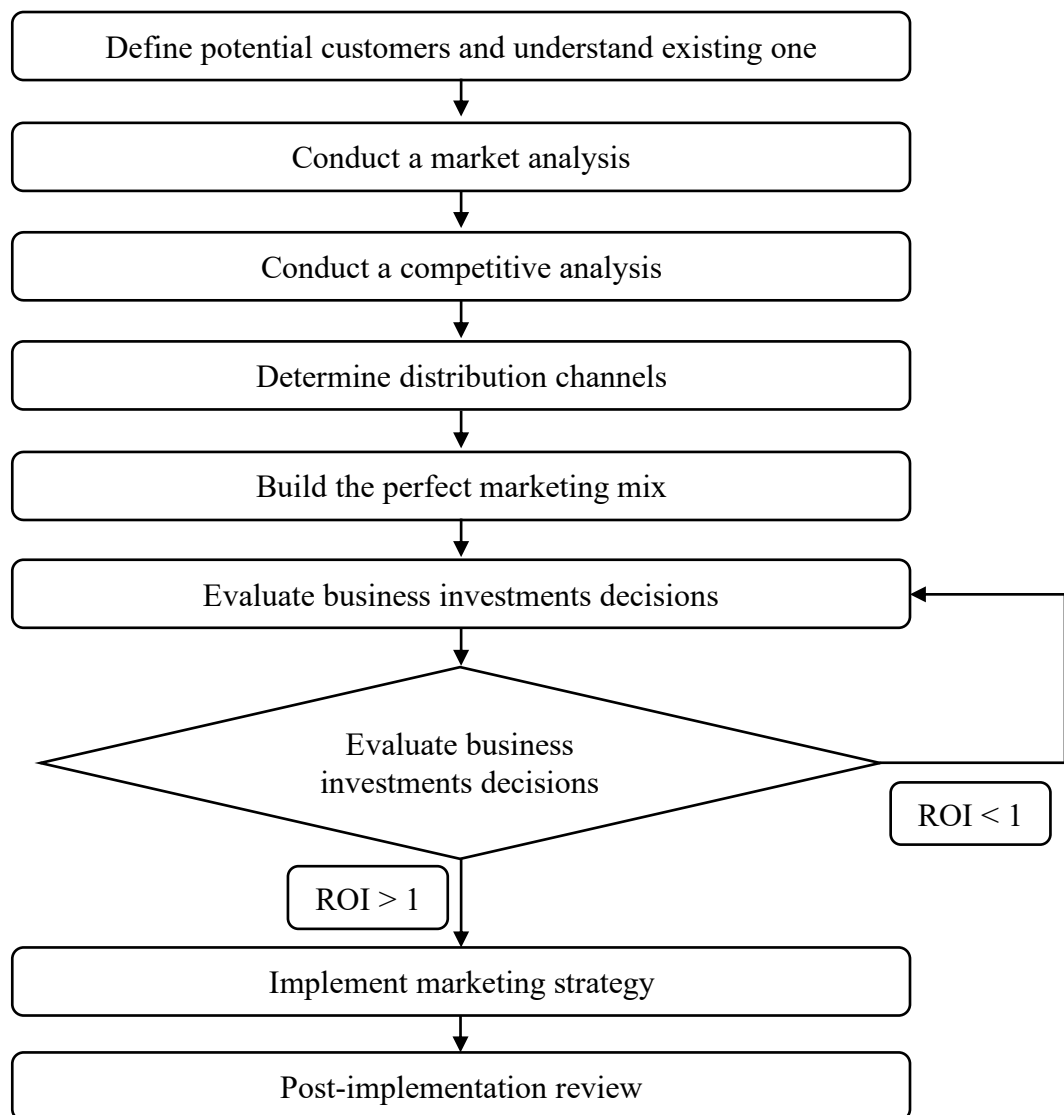 Define potential customers and understand existing one
Conduct a market analysis
Conduct a competitive analysis
Determine distribution channels
Build the perfect marketing mix
Evaluate business investments decisions
Evaluate business
investments decisions
ROI < 1
ROI > 1
Implement marketing strategy
Post-implementation review